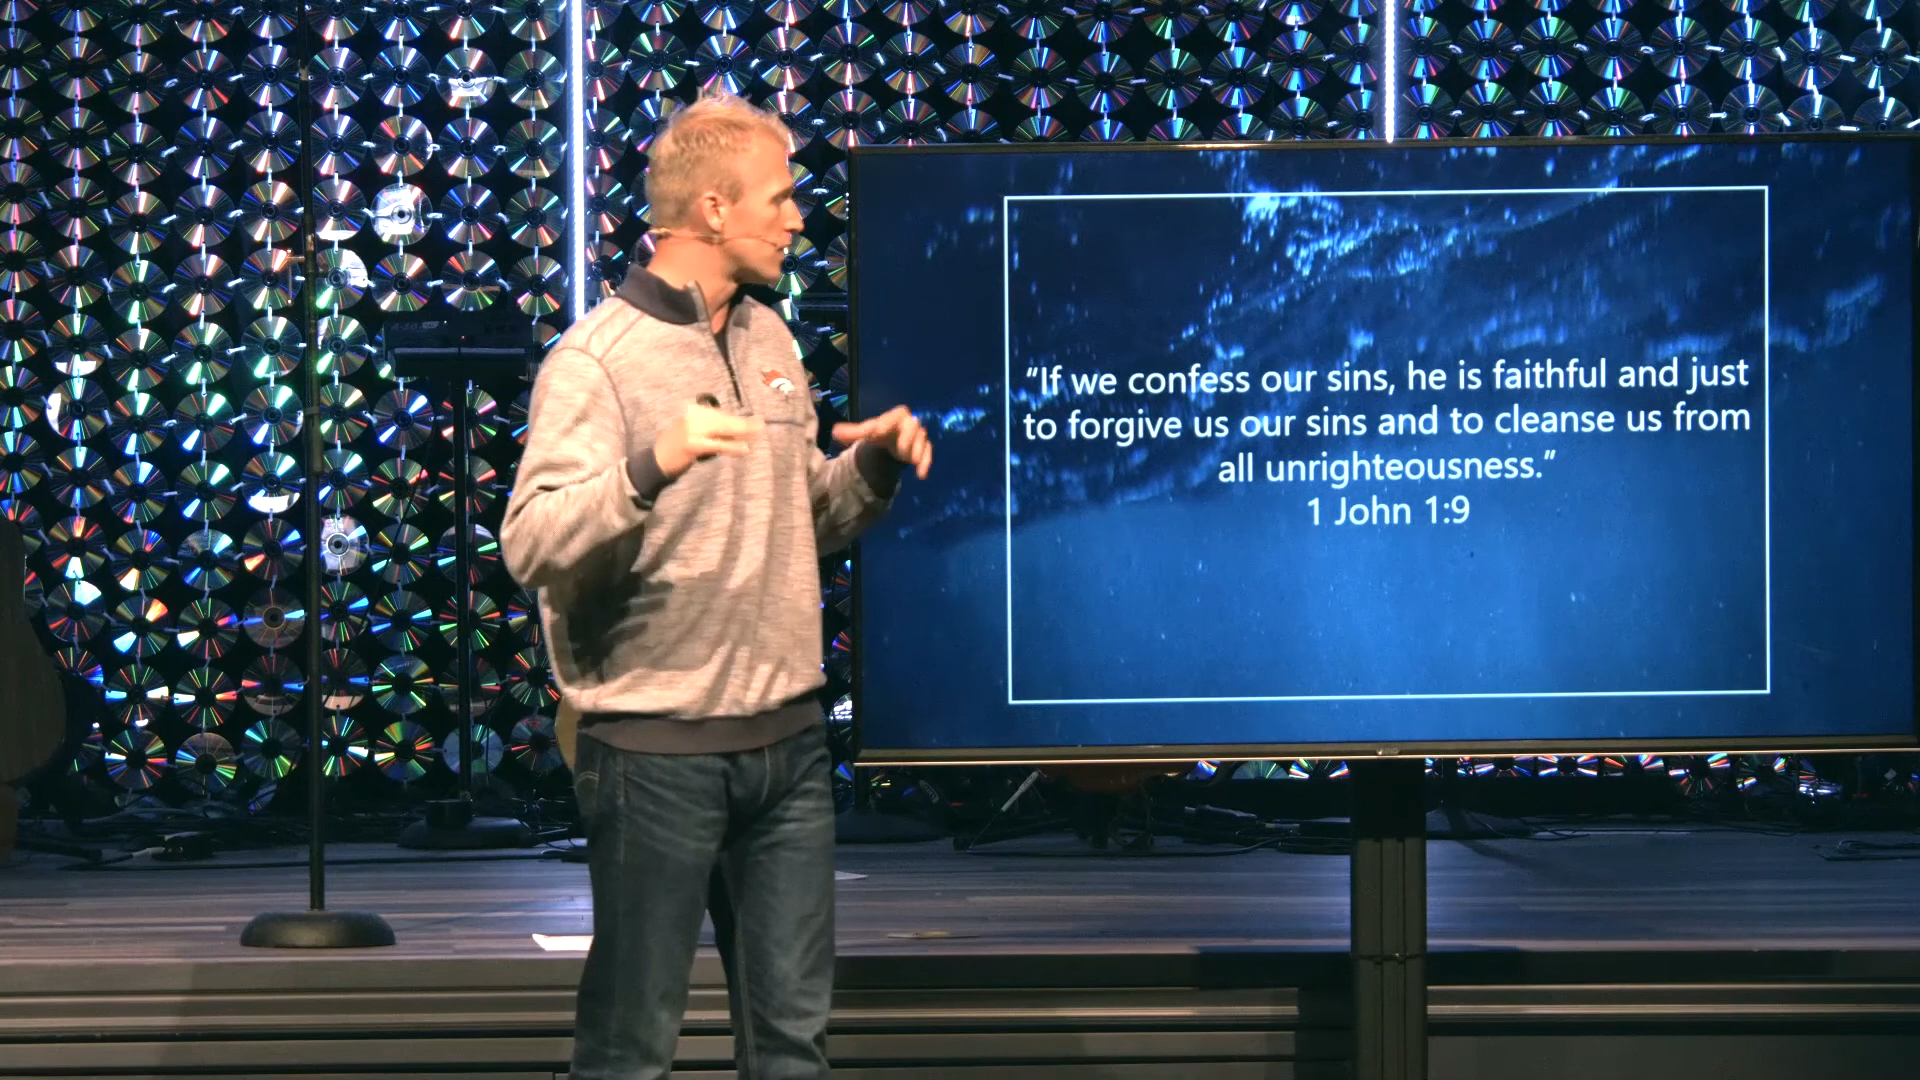 “If we confess our sins, he is faithful and just
to forgive us our sins and to cleanse us from
all unrighteousness.”
1 John 1:9